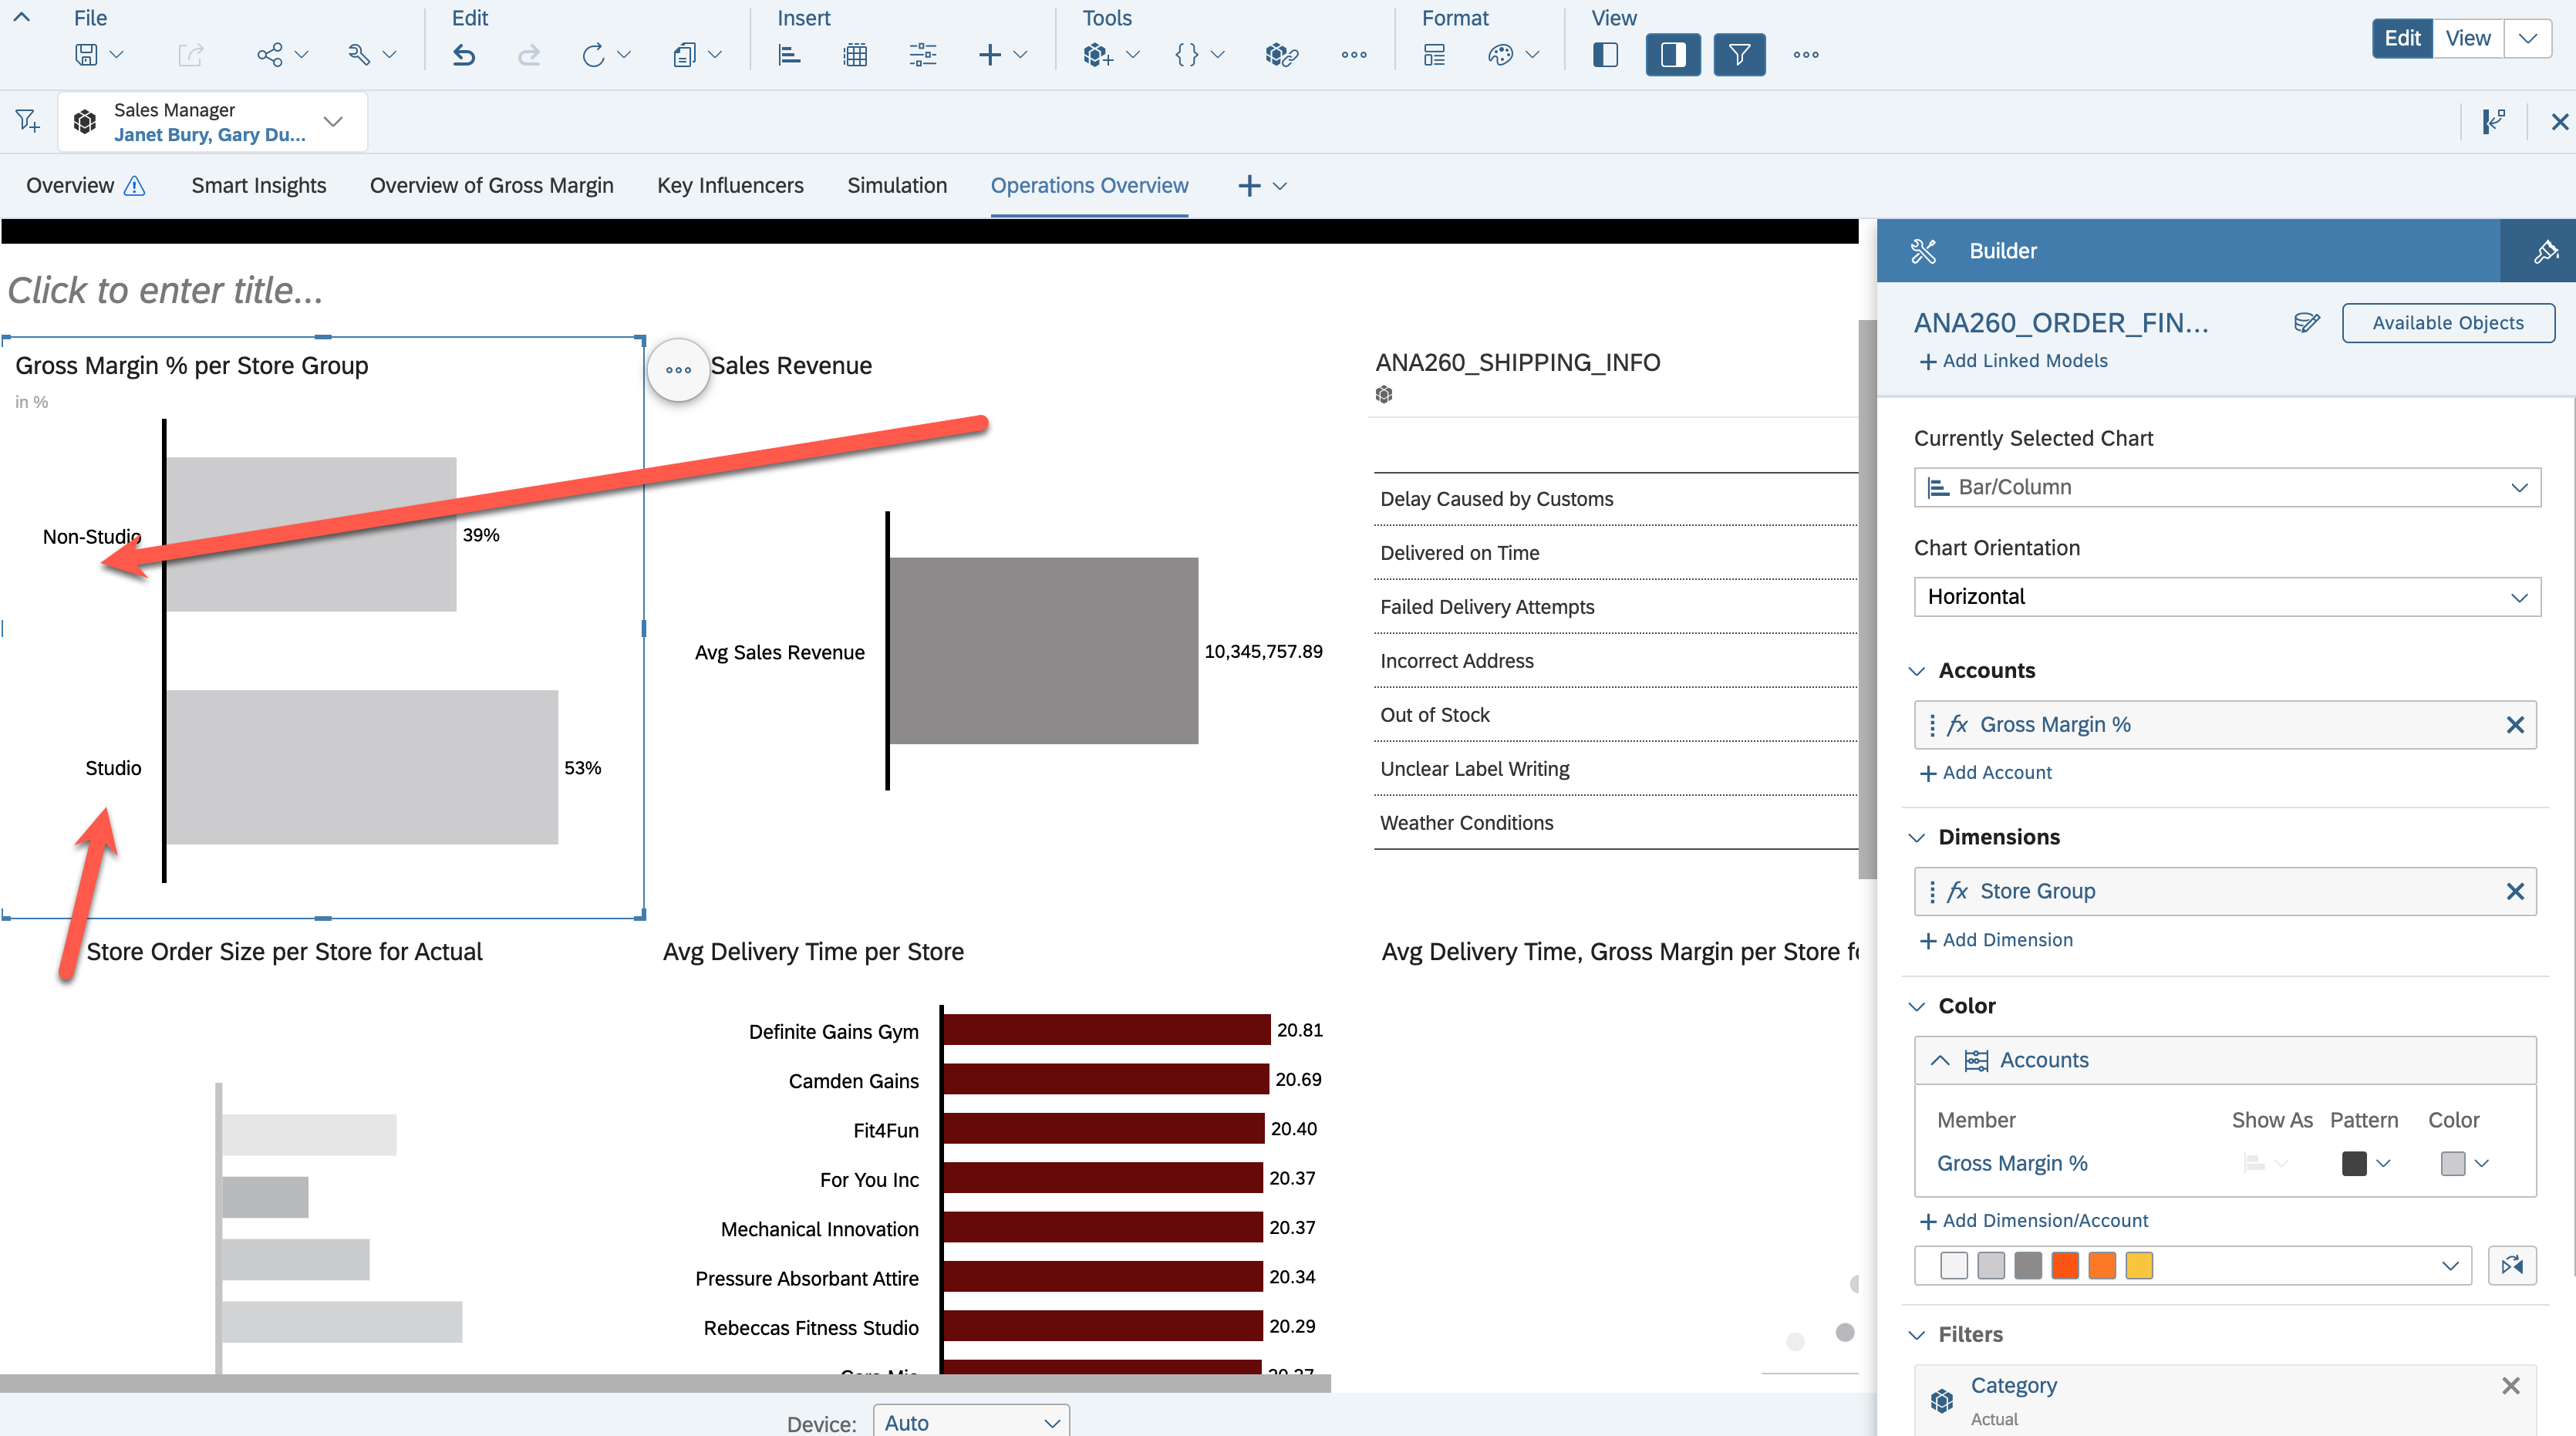 File
Edit
Insert
Tools
Format
View
Edit
View
Sales Manager
Janet Bury, Gary Du...
Overview
Smart Insights
Overview of Gross Margin
Key Influencers
Simulation
Operations Overview
Click to enter title...
Gross Margin % per Store Group
in %
Non-Studio
39%
Studio
53%
Sales Revenue
Avg Sales Revenue
10,345,757.89
ANA260_SHIPPING_INFO
Delay Caused by Customs
Delivered on Time
Failed Delivery Attempts
Incorrect Address
Out of Stock
Unclear Label Writing
Weather Conditions
Store Order Size per Store for Actual
Avg Delivery Time per Store
Definite Gains Gym 20.81
Camden Gains 20.69
Fit4Fun 20.40
For You Inc 20.37
Mechanical Innovation 20.37
Pressure Absorbant Attire 20.34
Rebeccas Fitness Studio 20.29
Avg Delivery Time, Gross Margin per Store
Device: Auto
Builder
ANA260_ORDER_FIN...
Available Objects
Add Linked Models
Currently Selected Chart
Bar/Column
Chart Orientation
Horizontal
Accounts
fx Gross Margin %
Add Account
Dimensions
fx Store Group
Add Dimension
Color
Accounts
Member Show As Pattern Color
Gross Margin %
Add Dimension/Account
Filters
Category
Actual